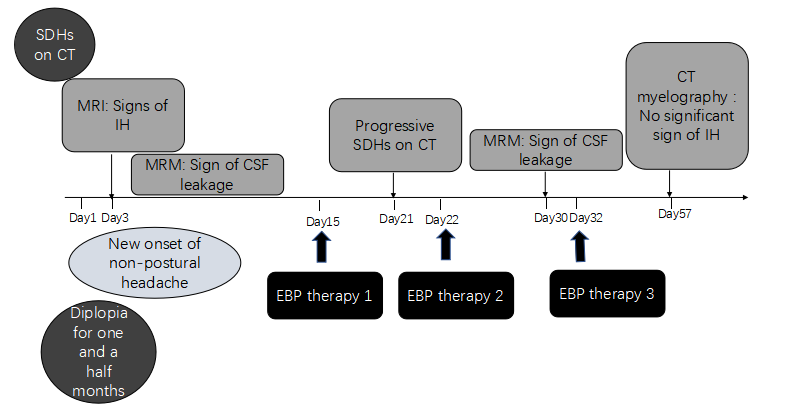 SDHs
on CT
MRI: Signs of
IH
MRM: Sign of CSF
leakage
Progressive
SDHs on CT
MRM: Sign of CSF
leakage
CT
myelography :
No significant
sign of IH
Day1
Day3
Day15
Day21
Day22
Day30
Day32
Day57
New onset of
non-postural
headache
EBP therapy 1
EBP therapy 2
EBP therapy 3
Diplopia
for one
and a
half
months